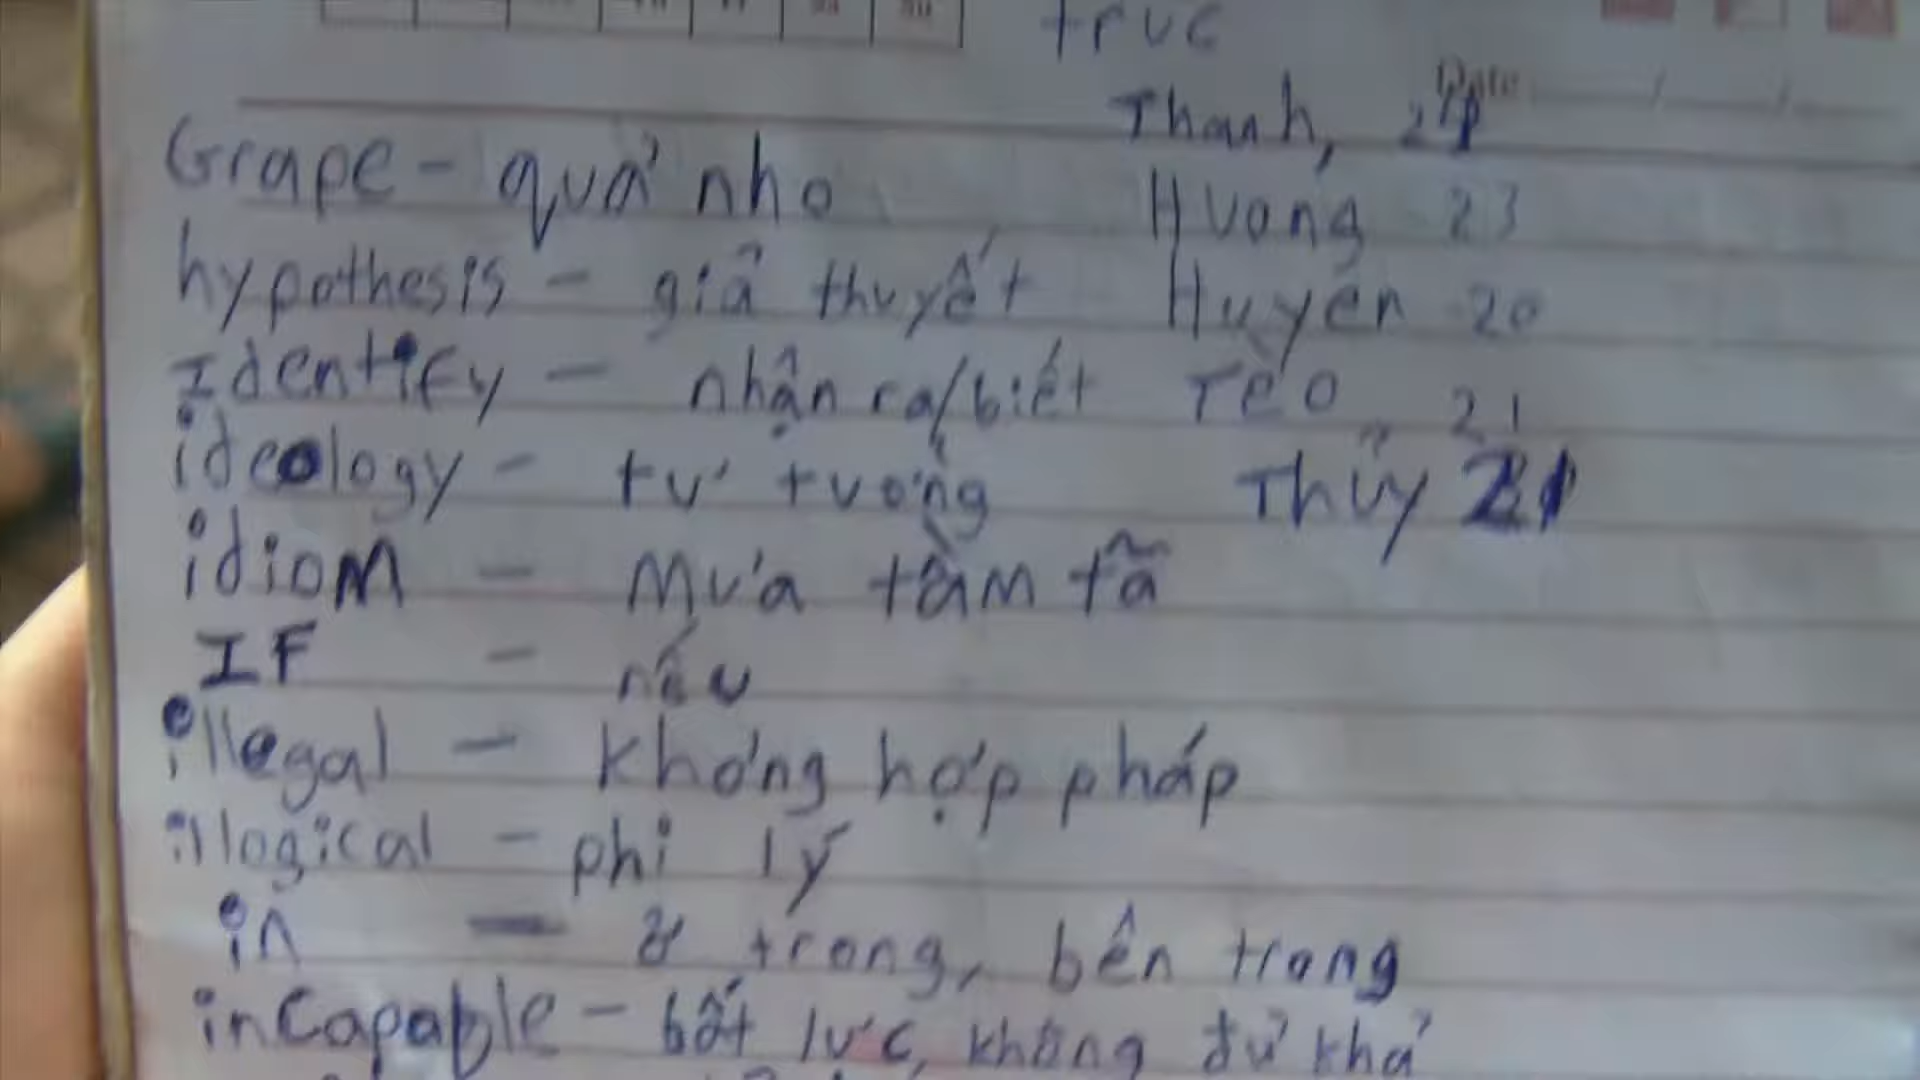 trúc
Date / /
Thanh, 21
Grape - quả nho
Hương 23
hypothesis - giả thuyết
Huyền 20
Identify - nhận ra/biết
Tèo 21
ideology - tư tưởng
Thủy 21
idiom - Mưa tầm tã
IF - nếu
illegal - không hợp pháp
illogical - phi lý
in - ở trong, bên trong
incapable - bất lực, không đủ khả